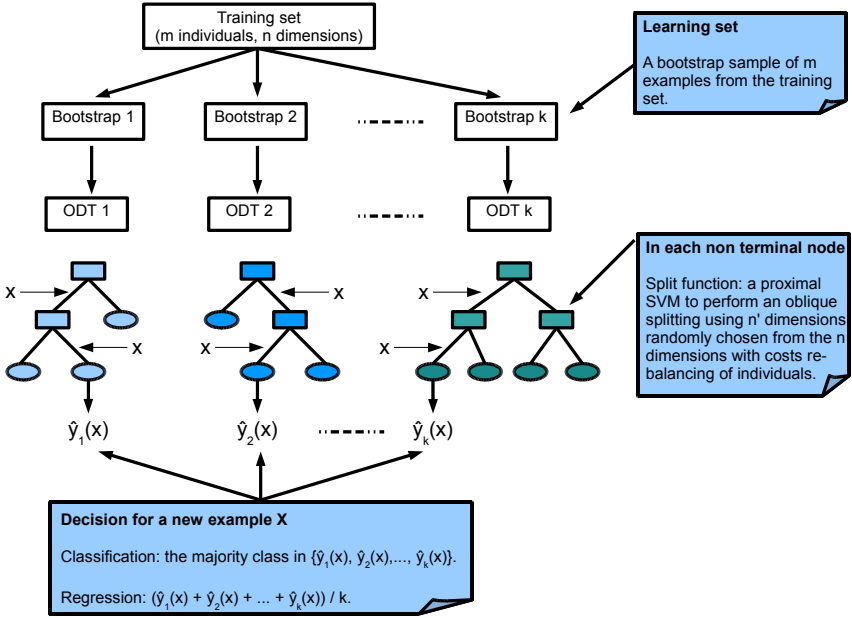 Training set
(m individuals, n dimensions)
Learning set
A bootstrap sample of m
examples from the training
set.
Bootstrap 1
Bootstrap 2
Bootstrap k
ODT 1
ODT 2
ODT k
In each non terminal node
Split function: a proximal
SVM to perform an oblique
splitting using n' dimensions
randomly chosen from the n
dimensions with costs re-
balancing of individuals.
x
x
x
x
x
x
ŷ₁(x)
ŷ₂(x)
ŷₖ(x)
Decision for a new example X
Classification: the majority class in {ŷ₁(x), ŷ₂(x),..., ŷₖ(x)}.
Regression: (ŷ₁(x) + ŷ₂(x) + ... + ŷₖ(x)) / k.